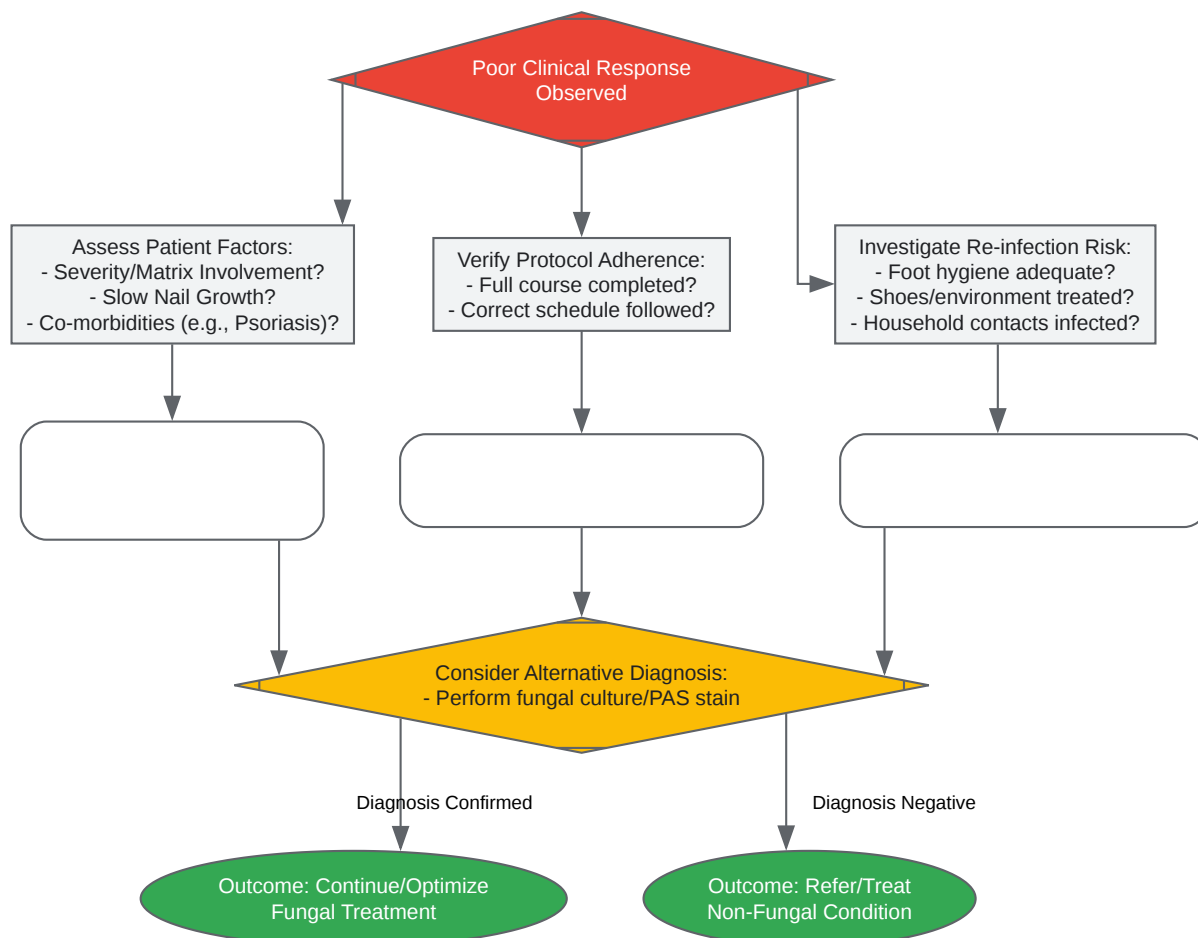 Poor Clinical Response
Observed
Assess Patient Factors:
- Severity/Matrix Involvement?
- Slow Nail Growth?
- Co-morbidities (e.g., Psoriasis)?
Verify Protocol Adherence:
- Full course completed?
- Correct schedule followed?
Investigate Re-infection Risk:
- Foot hygiene adequate?
- Shoes/environment treated?
- Household contacts infected?
Consider Alternative Diagnosis:
- Perform fungal culture/PAS stain
Diagnosis Confirmed
Diagnosis Negative
Outcome: Continue/Optimize
Fungal Treatment
Outcome: Refer/Treat
Non-Fungal Condition